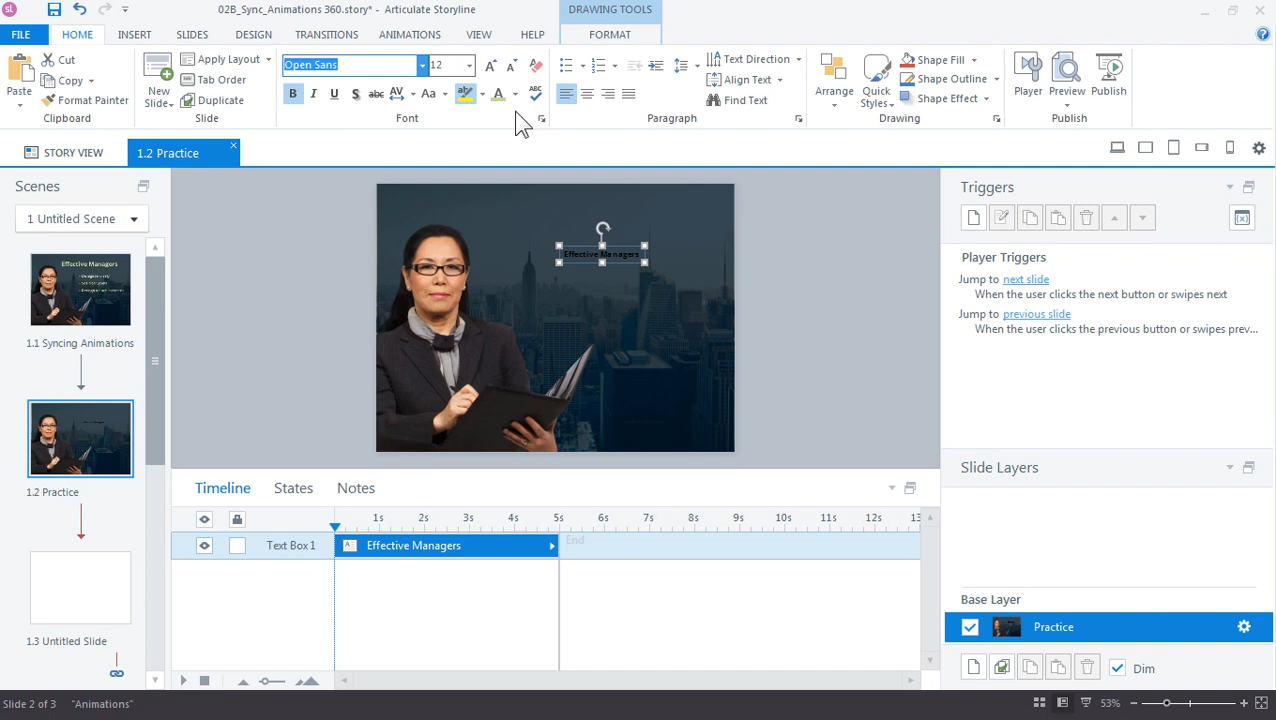 sl
02B_Sync_Animations 360.story* - Articulate Storyline
DRAWING TOOLS
FILE
HOME
INSERT
SLIDES
DESIGN
TRANSITIONS
ANIMATIONS
VIEW
HELP
FORMAT
Paste
Cut
Copy
Format Painter
Clipboard
New
Slide
Apply Layout
Tab Order
Duplicate
Slide
Open Sans
12
B I U S abc AV Aa ab A ABC
Font
Text Direction
Align Text
Find Text
Paragraph
Arrange
Quick
Styles
Shape Fill
Shape Outline
Shape Effect
Drawing
Player
Preview
Publish
Publish
STORY VIEW
1.2 Practice
Scenes
1 Untitled Scene
Effective Managers
1.1 Syncing Animations
1.2 Practice
1.3 Untitled Slide
Effective Managers
Timeline
States
Notes
1s 2s 3s 4s 5s 6s 7s 8s 9s 10s 11s 12s 13
Text Box 1
Effective Managers
End
Triggers
Player Triggers
Jump to next slide
When the user clicks the next button or swipes next
Jump to previous slide
When the user clicks the previous button or swipes prev...
Slide Layers
Base Layer
Practice
Dim
Slide 2 of 3
"Animations"
53%